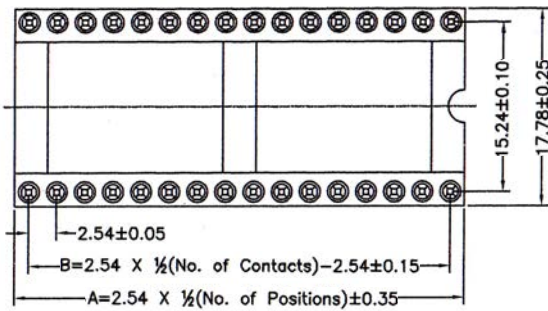 15.24±0.10
17.78±0.25
2.54±0.05
B=2.54 X ½(No. of Contacts)-2.54±0.15
A=2.54 X ½(No. of Positions)±0.35